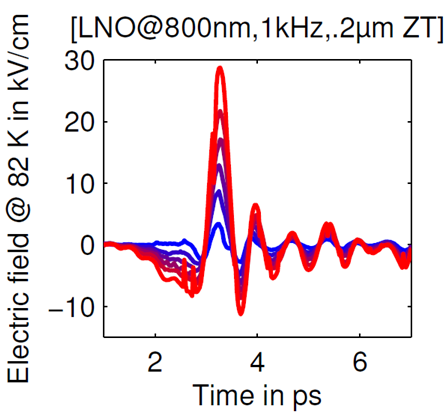 [LNO@800nm,1kHz,.2µm ZT]
Electric field @ 82 K in kV/cm
30
20
10
0
−10
2 4 6
Time in ps